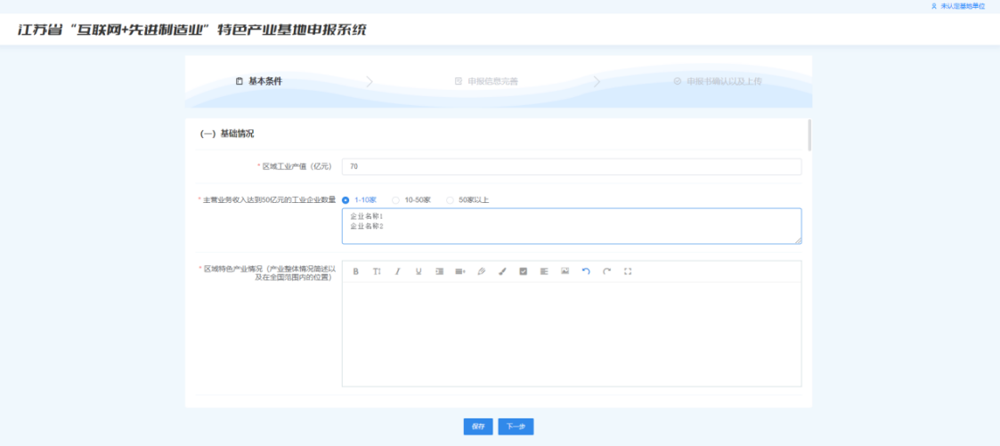 未认定基地单位
江苏省“互联网+先进制造业”特色产业基地申报系统
基本条件
申报信息完善
申报书确认以及上传
(一) 基础情况
* 区域工业产值（亿元） 70
* 主营业务收入达到50亿元的工业企业数量 1-10家 10-50家 50家以上
企业名称1
企业名称2
* 区域特色产业情况（产业整体情况简述以
及在全国范围内的位置）
保存 下一步